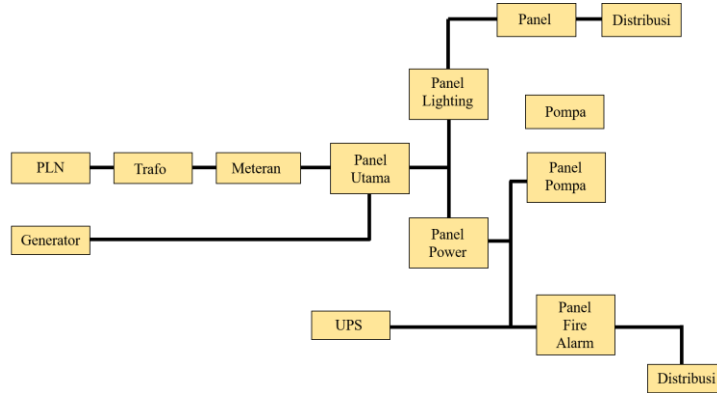 Panel
Distribusi
Panel
Lighting
Pompa
PLN
Trafo
Meteran
Panel
Utama
Panel
Pompa
Generator
Panel
Power
UPS
Panel
Fire
Alarm
Distribusi